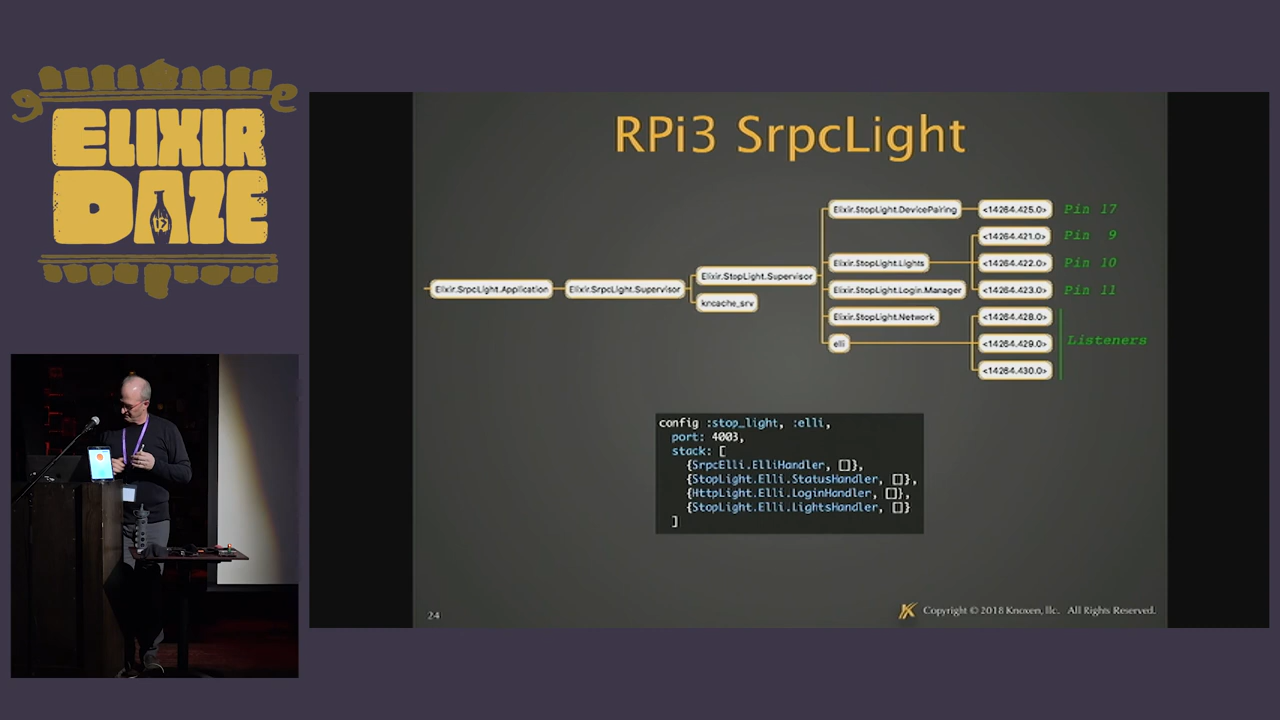 ELIXIR
DAZE
RPi3 SrpcLight
Elixir.StopLight.DevicePairing
<14264.425.0>
Pin 17
<14264.421.0>
Pin 9
Elixir.StopLight.Lights
<14264.422.0>
Pin 10
Elixir.SrpcLight.Application
Elixir.SrpcLight.Supervisor
Elixir.StopLight.Supervisor
kncache_srv
Elixir.StopLight.Login.Manager
<14264.423.0>
Pin 11
Elixir.StopLight.Network
<14264.428.0>
elli
<14264.429.0>
Listeners
<14264.430.0>
config :stop_light, :elli,
port: 4003,
stack: [
{SrpcElli.ElliHandler, []},
{StopLight.Elli.StatusHandler, []},
{HttpLight.Elli.LoginHandler, []},
{StopLight.Elli.LightsHandler, []}
]
24
Copyright © 2018 Knoxen, llc. All Rights Reserved.